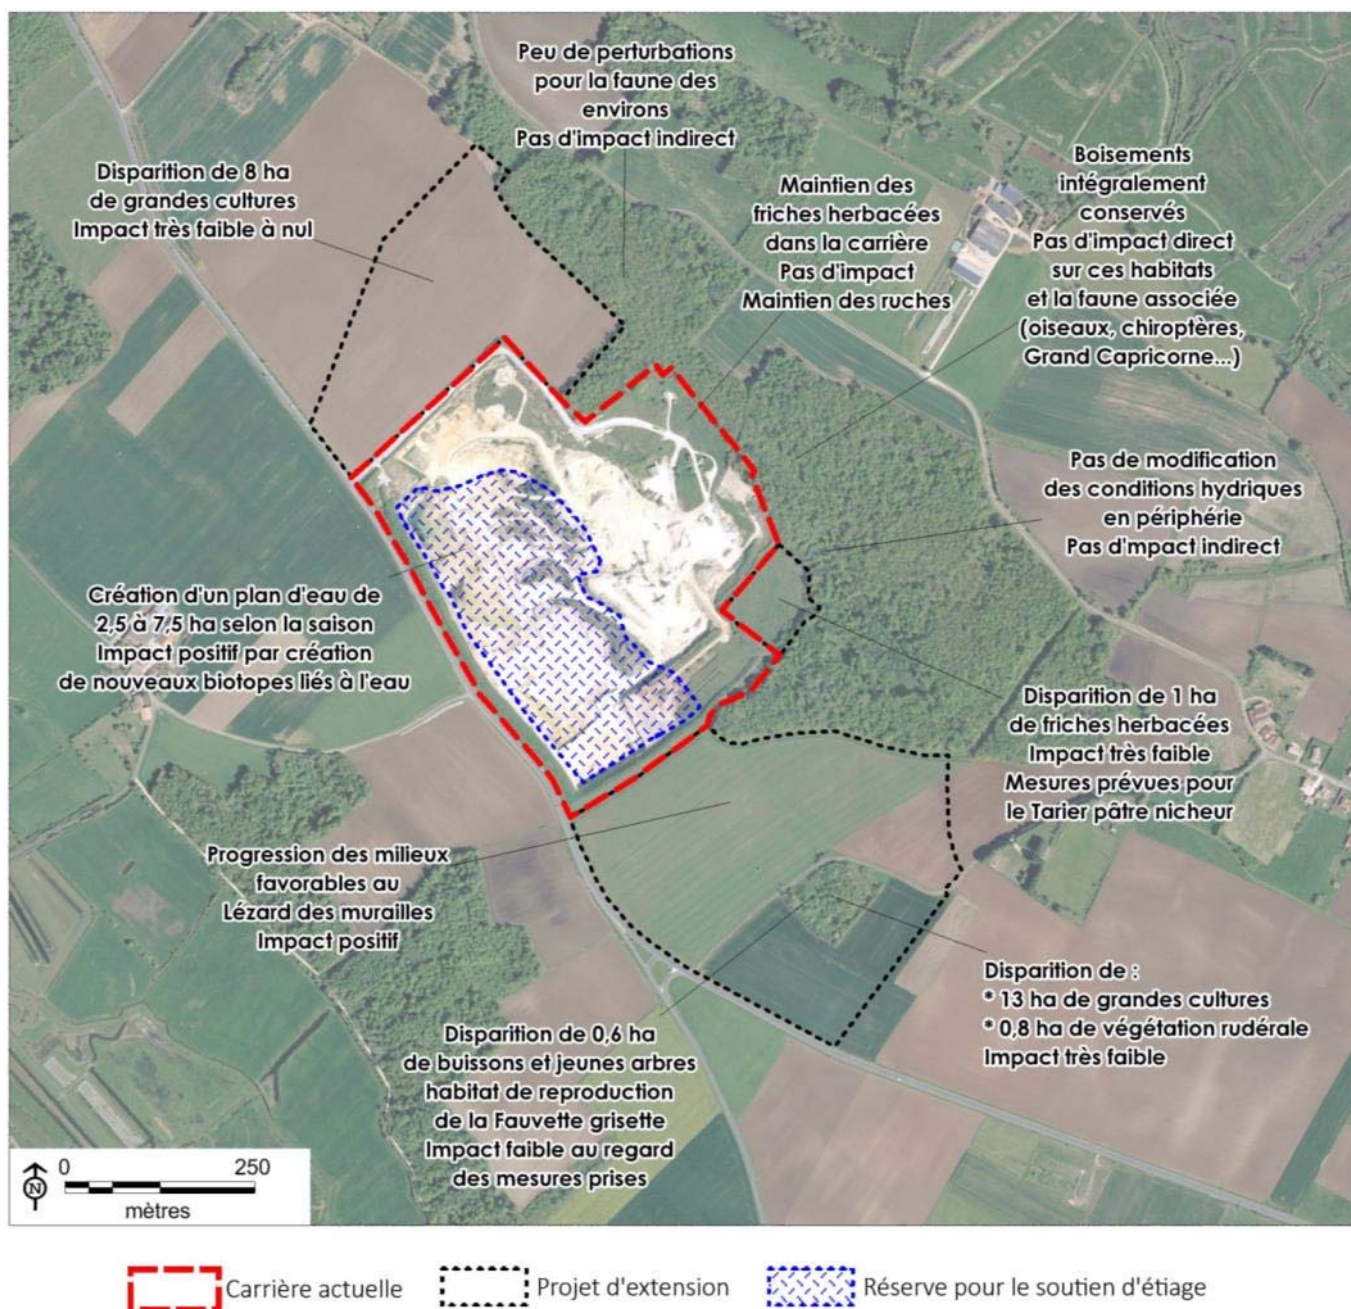 Peu de perturbations
pour la faune des
environs
Pas d'impact indirect
Disparition de 8 ha
de grandes cultures
Impact très faible à nul
Maintien des
friches herbacées
dans la carrière
Pas d'impact
Maintien des ruches
Boisements
intégralement
conservés
Pas d'impact direct
sur ces habitats
et la faune associée
(oiseaux, chiroptères,
Grand Capricorne...)
Pas de modification
des conditions hydriques
en périphérie
Pas d'mpact indirect
Création d'un plan d'eau de
2,5 à 7,5 ha selon la saison
Impact positif par création
de nouveaux biotopes liés à l'eau
Disparition de 1 ha
de friches herbacées
Impact très faible
Mesures prévues pour
le Tarier pâtre nicheur
Progression des milieux
favorables au
Lézard des murailles
Impact positif
Disparition de :
* 13 ha de grandes cultures
* 0,8 ha de végétation rudérale
Impact très faible
Disparition de 0,6 ha
de buissons et jeunes arbres
habitat de reproduction
de la Fauvette grisette
Impact faible au regard
des mesures prises
0 250
N
mètres
Carrière actuelle
Projet d'extension
Réserve pour le soutien d'étiage